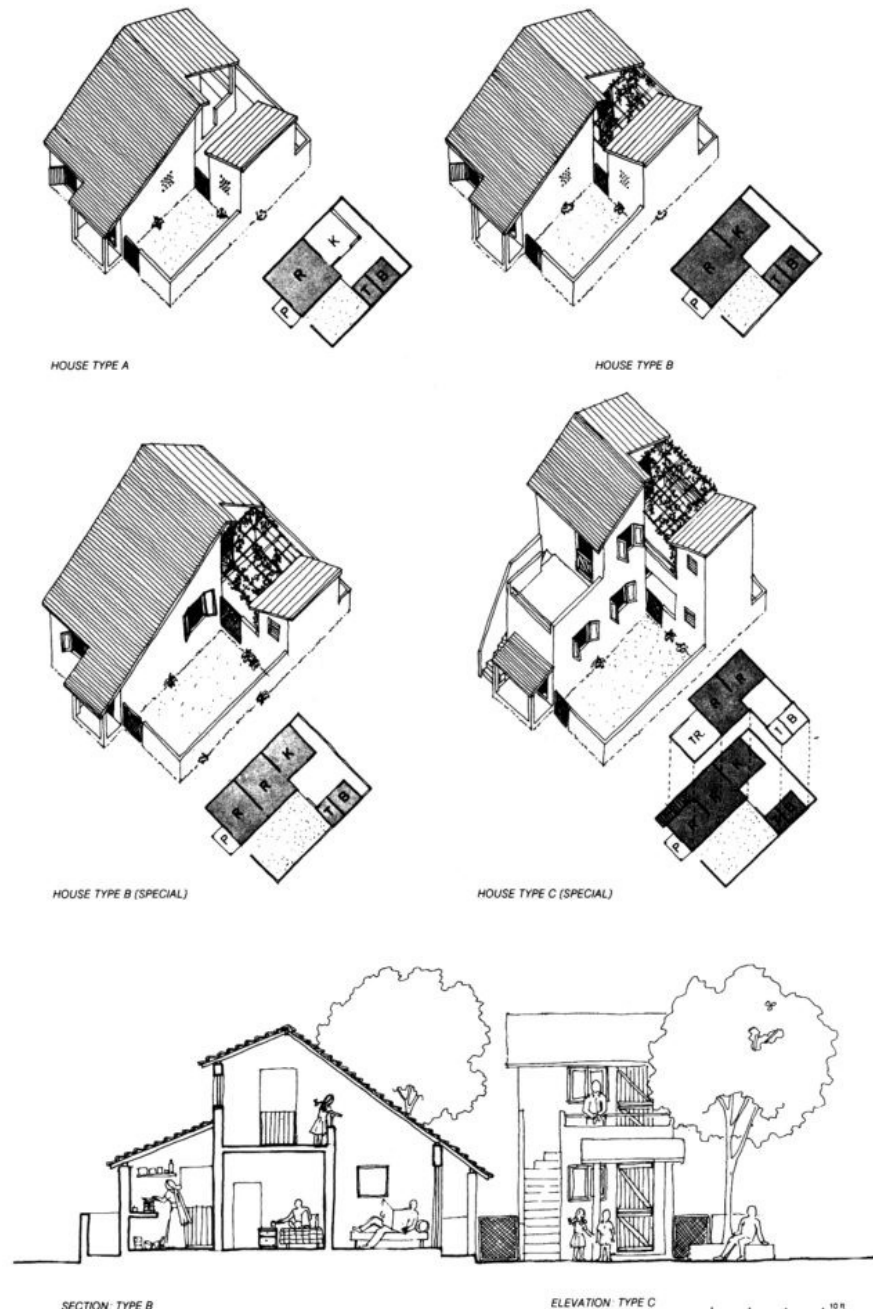 K
R
T B
P
HOUSE TYPE A
K
R
T B
P
HOUSE TYPE B
K
R
R
T B
P
HOUSE TYPE B (SPECIAL)
R
R
TR.
T B
K
R
R
P
HOUSE TYPE C (SPECIAL)
SECTION: TYPE B
ELEVATION: TYPE C
10 ft